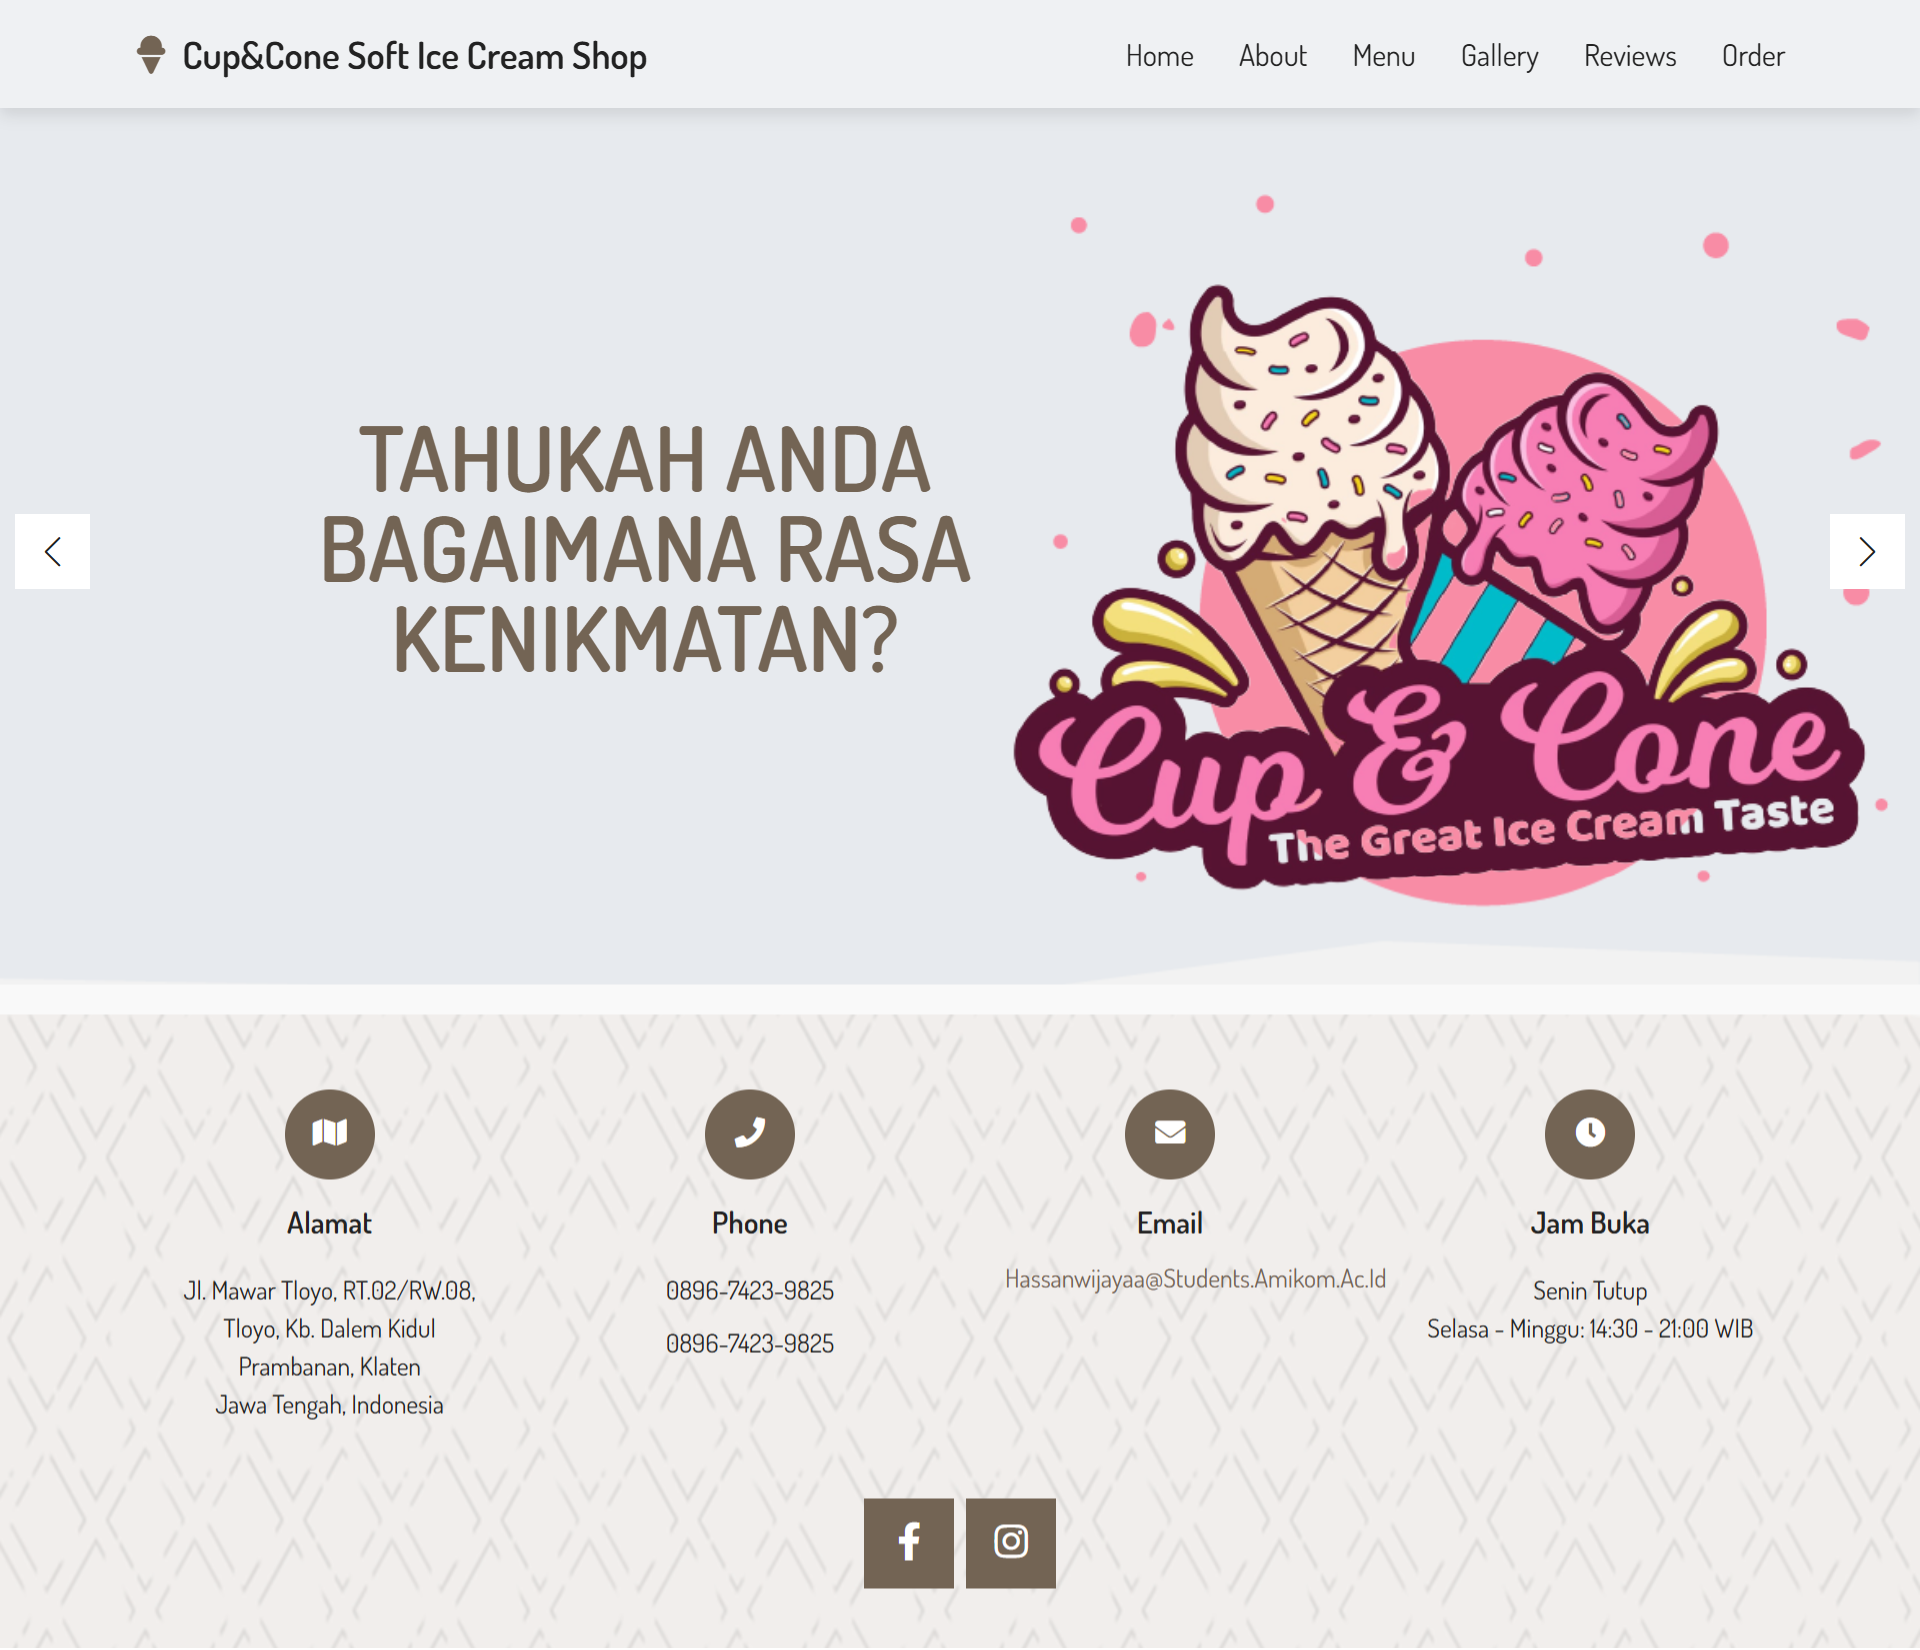 Cup&Cone Soft Ice Cream Shop
Home About Menu Gallery Reviews Order
TAHUKAH ANDA
BAGAIMANA RASA
KENIKMATAN?
Cup & Cone
The Great Ice Cream Taste
Alamat
Jl. Mawar Tloyo, RT.02/RW.08,
Tloyo, Kb. Dalem Kidul
Prambanan, Klaten
Jawa Tengah, Indonesia
Phone
0896-7423-9825
0896-7423-9825
Email
Hassanwijayaa@Students.Amikom.Ac.Id
Jam Buka
Senin Tutup
Selasa - Minggu: 14:30 - 21:00 WIB